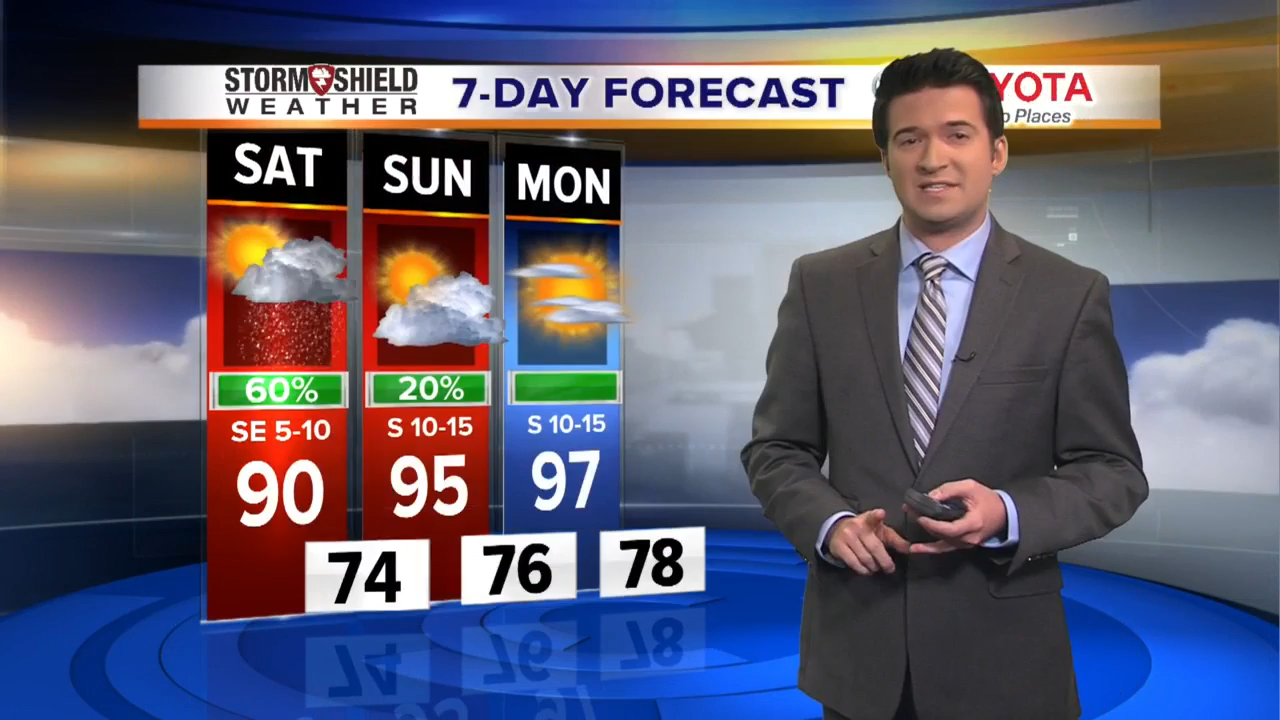 STORM SHIELD
WEATHER
7-DAY FORECAST
YOTA
Places
SAT
SUN
MON
60%
20%
SE 5-10
S 10-15
S 10-15
90
95
97
74
76
78